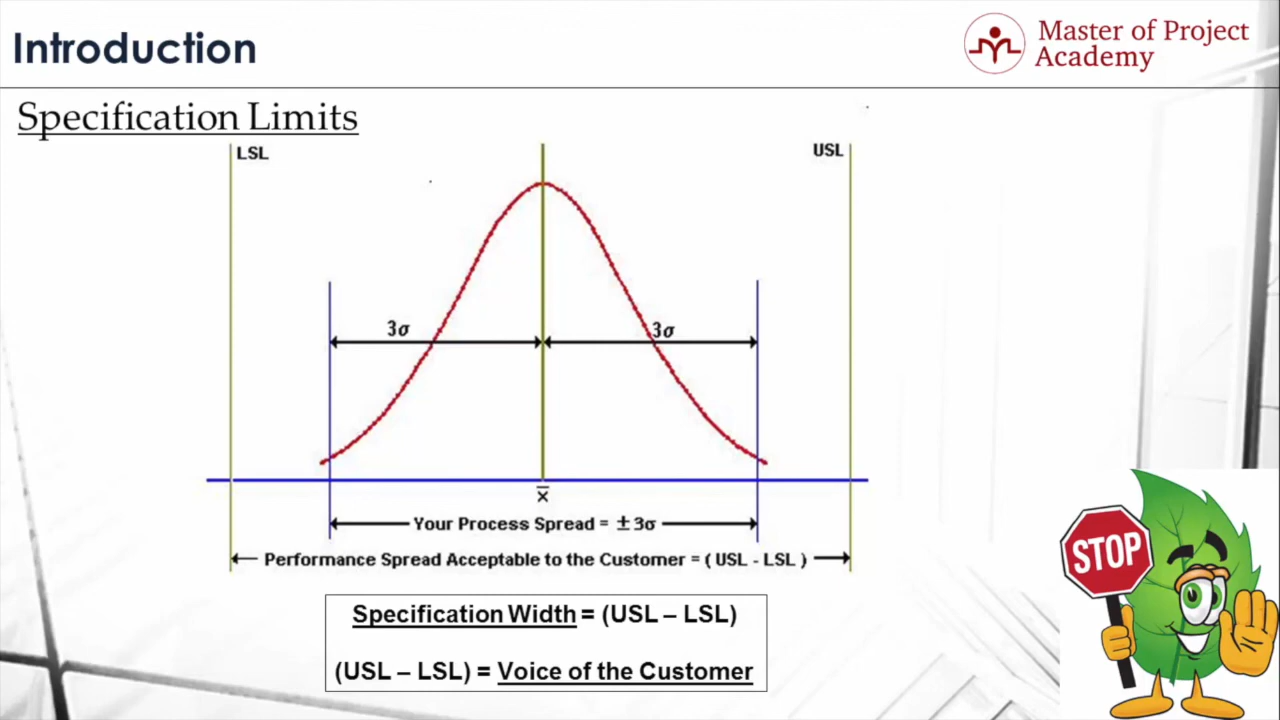 Introduction
Master of Project
Academy
Specification Limits
LSL
USL
3σ
3σ
x̅
Your Process Spread = ±3σ
Performance Spread Acceptable to the Customer = ( USL - LSL )
STOP
Specification Width = (USL – LSL)
(USL – LSL) = Voice of the Customer